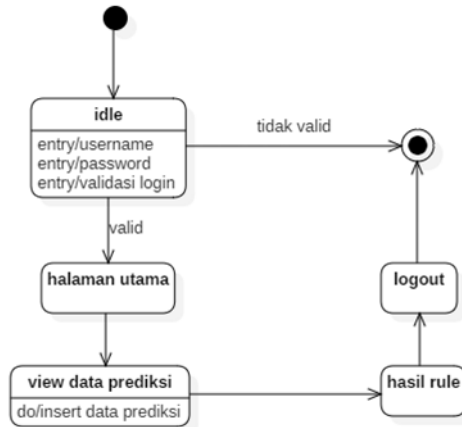 idle
entry/username
entry/password
entry/validasi login
tidak valid
valid
halaman utama
logout
view data prediksi
do/insert data prediksi
hasil rule